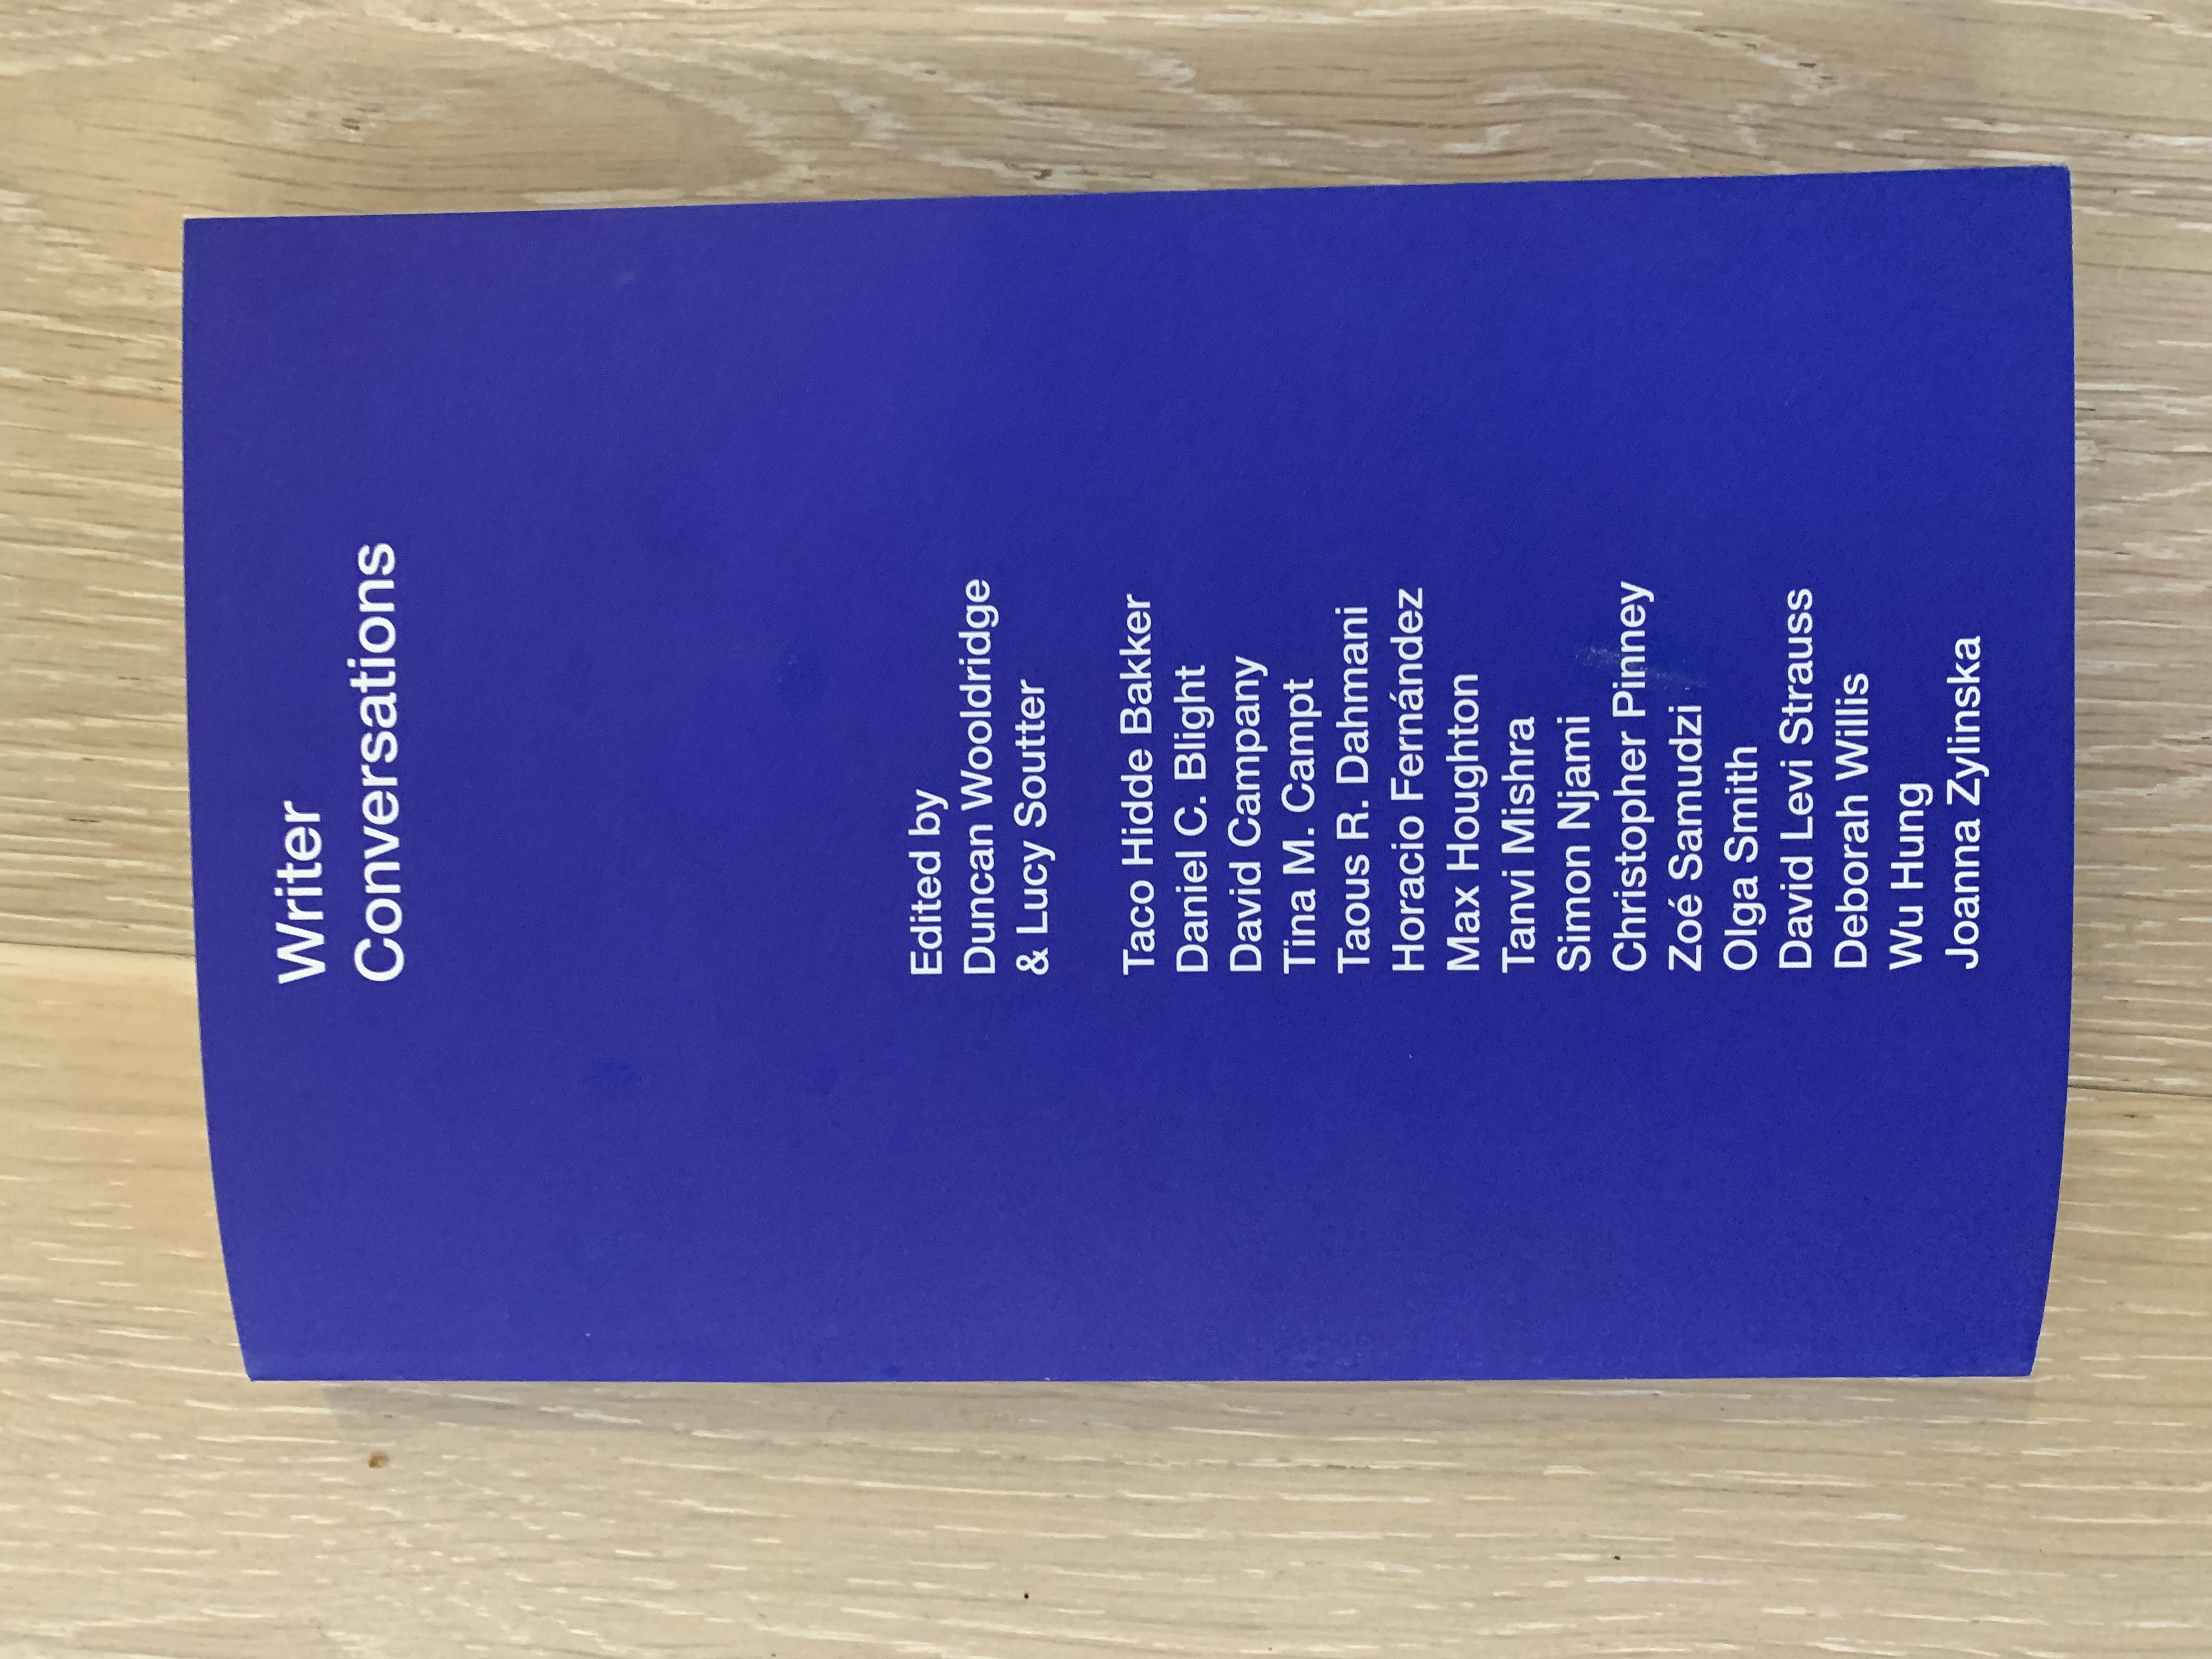 Writer
Conversations
Edited by
Duncan Wooldridge
& Lucy Soutter
Taco Hidde Bakker
Daniel C. Blight
David Campany
Tina M. Campt
Taous R. Dahmani
Horacio Fernández
Max Houghton
Tanvi Mishra
Simon Njami
Christopher Pinney
Zoé Samudzi
Olga Smith
David Levi Strauss
Deborah Willis
Wu Hung
Joanna Zylinska